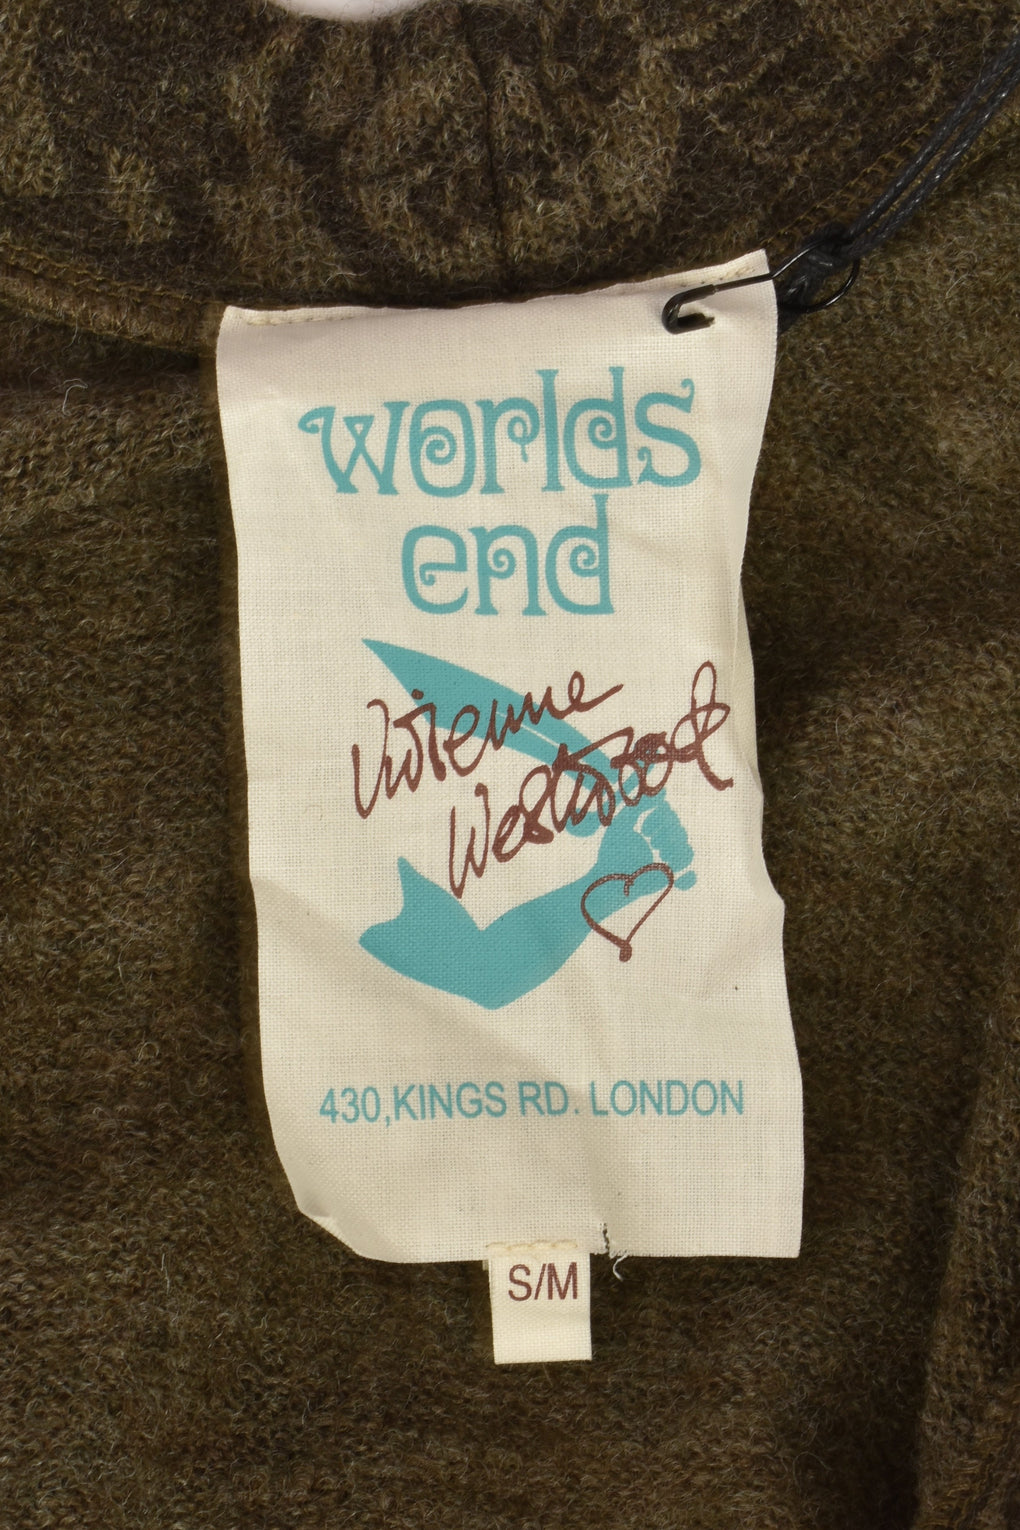 worlds
end
Vivienne
Westwood
430,KINGS RD. LONDON
S/M